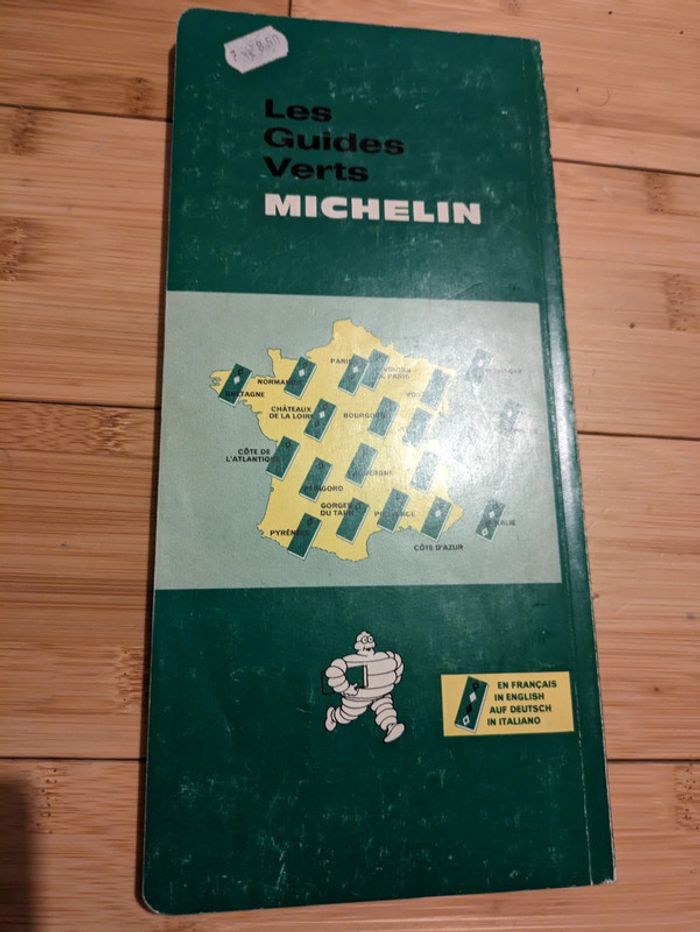 Les
Guides
Verts
MICHELIN
PARIS
NORMANDIE
BRETAGNE
CHÂTEAUX
DE LA LOIRE
BOURGOGNE
CÔTE DE
L'ATLANTIQUE
PÉRIGORD
GORGES
DU TARN
PROVENCE
PYRÉNÉES
CÔTE D'AZUR
EN FRANÇAIS
IN ENGLISH
AUF DEUTSCH
IN ITALIANO